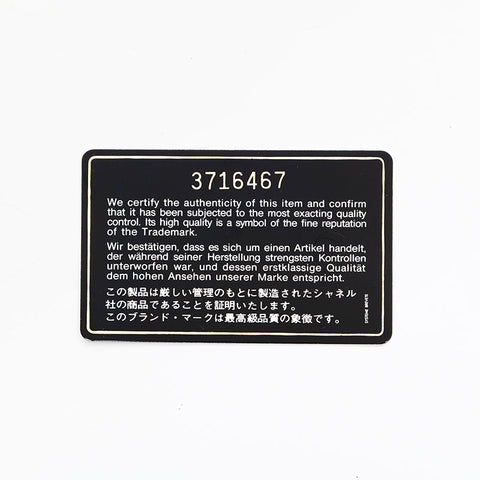 3716467
We certify the authenticity of this item and confirm
that it has been subjected to the most exacting quality
control. Its high quality is a symbol of the fine reputation
of the Trademark.
Wir bestätigen, dass es sich um einen Artikel handelt,
der während seiner Herstellung strengsten Kontrollen
unterworfen war, und dessen erstklassige Qualität
dem hohen Ansehen unserer Marke entspricht.
この製品は厳しい管理のもとに製造されたシャネル
社の商品であることを証明いたします。
このブランド・マークは最高級品質の象徴です。